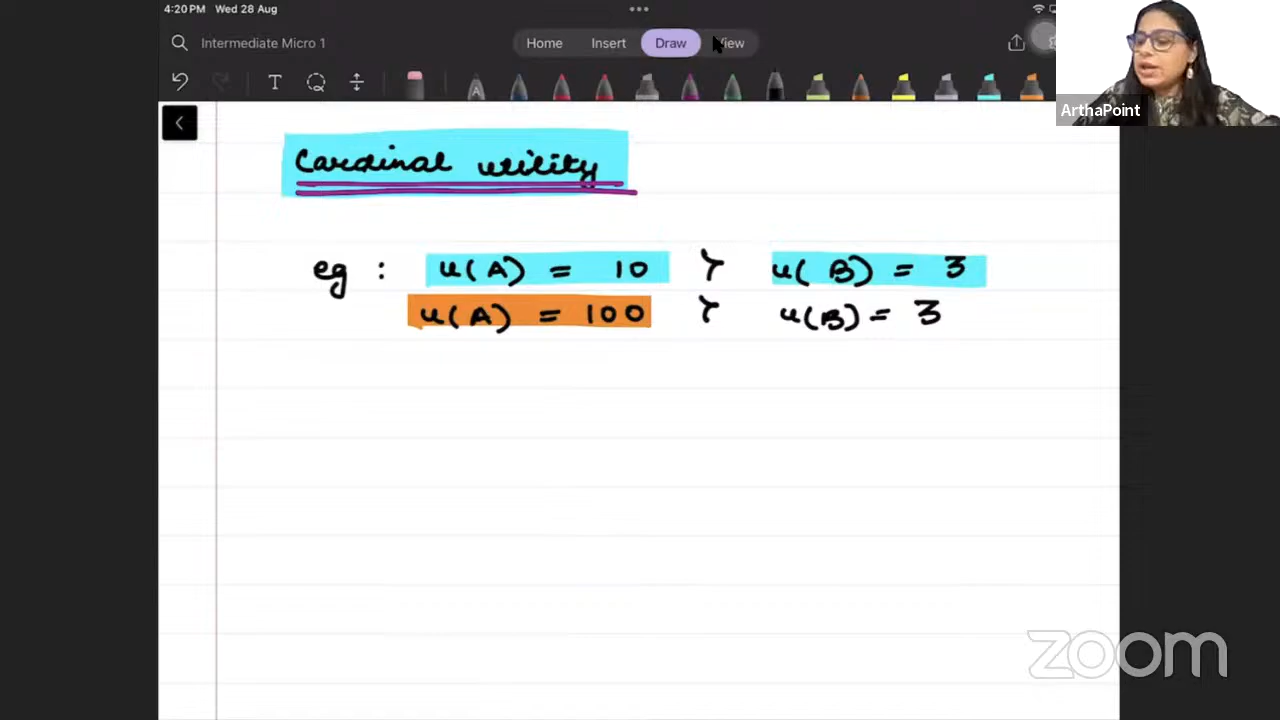 4:20 PM Wed 28 Aug
Intermediate Micro 1
Home Insert Draw View
T
A
ArthaPoint
Cardinal utility
eg : u(A) = 10 ≻ u(B) = 3
u(A) = 100 ≻ u(B) = 3
zoom